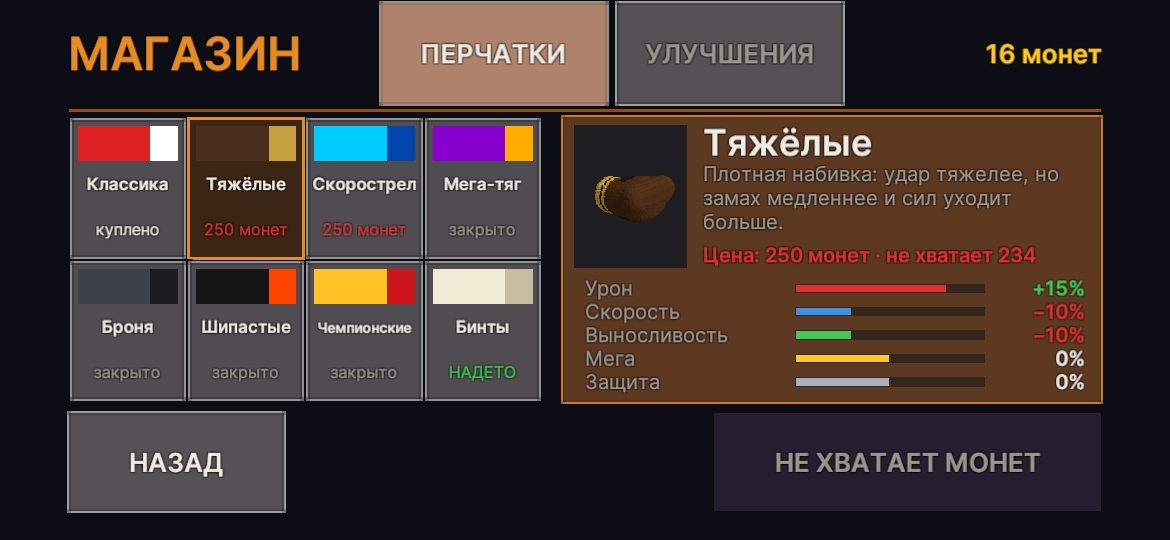 МАГАЗИН
ПЕРЧАТКИ
УЛУЧШЕНИЯ
16 монет
Классика
куплено
Тяжёлые
250 монет
Скорострел
250 монет
Мега-тяг
закрыто
Броня
закрыто
Шипастые
закрыто
Чемпионские
закрыто
Бинты
НАДЕТО
Тяжёлые
Плотная набивка: удар тяжелее, но
замах медленнее и сил уходит
больше.
Цена: 250 монет · не хватает 234
Урон +15%
Скорость −10%
Выносливость −10%
Мега 0%
Защита 0%
НАЗАД
НЕ ХВАТАЕТ МОНЕТ